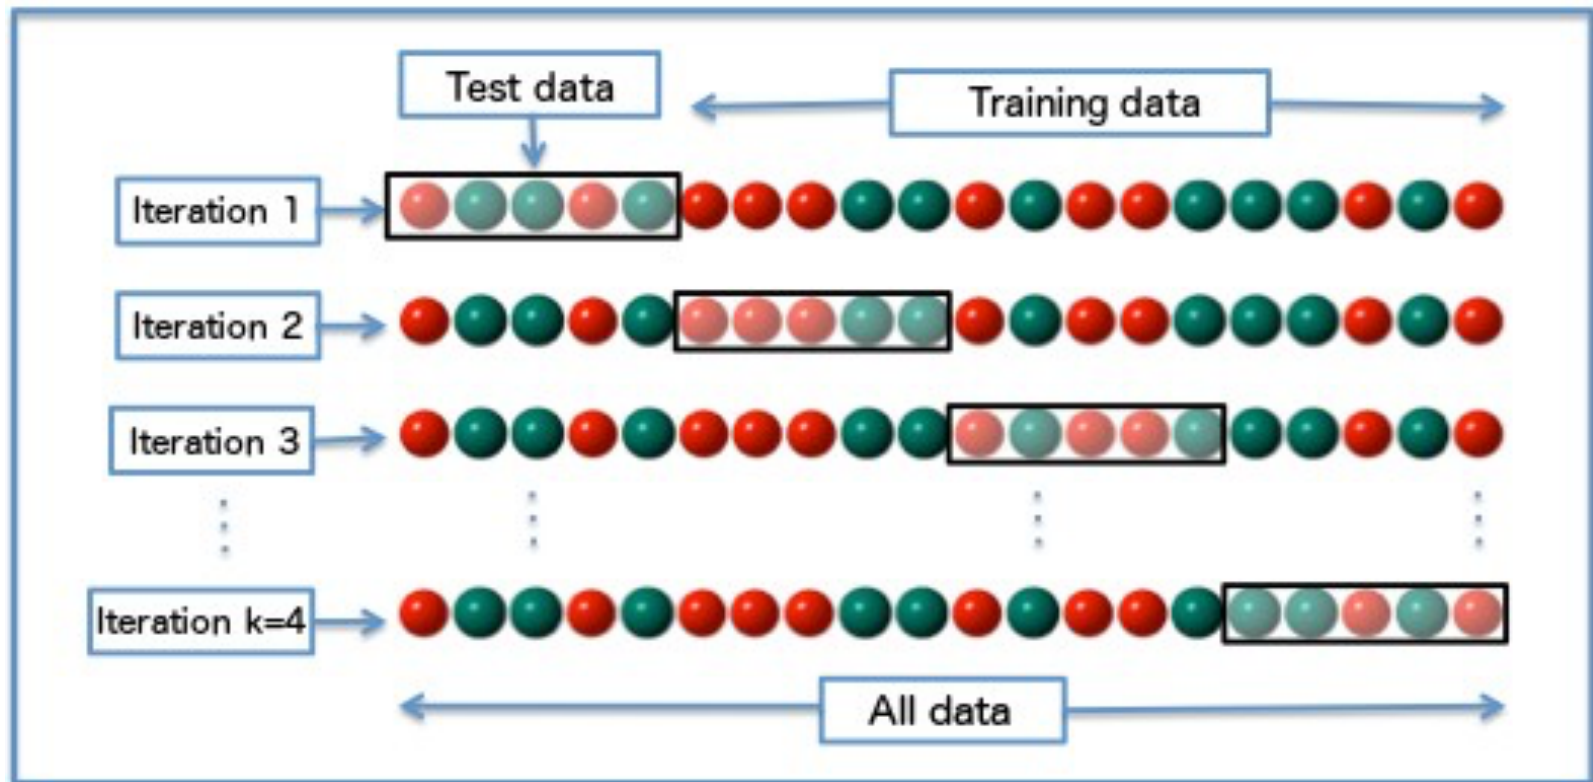 Test data
Training data
Iteration 1
Iteration 2
Iteration 3
Iteration k=4
All data